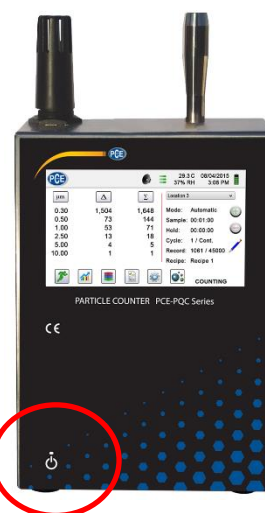 PCE
PCE
29.3 C 08/04/2015
37% RH 3:08 PM
µm Δ Σ
Location 3
0.30 1,504 1,648
0.50 73 144
1.00 53 71
2.50 13 18
5.00 4 5
10.00 1 1
Mode: Automatic
Sample: 00:01:00
Hold: 00:00:00
Cycle: 1 / Cont.
Record: 1061 / 45000
Recipe: Recipe 1
COUNTING
PARTICLE COUNTER PCE-PQC Series
CE